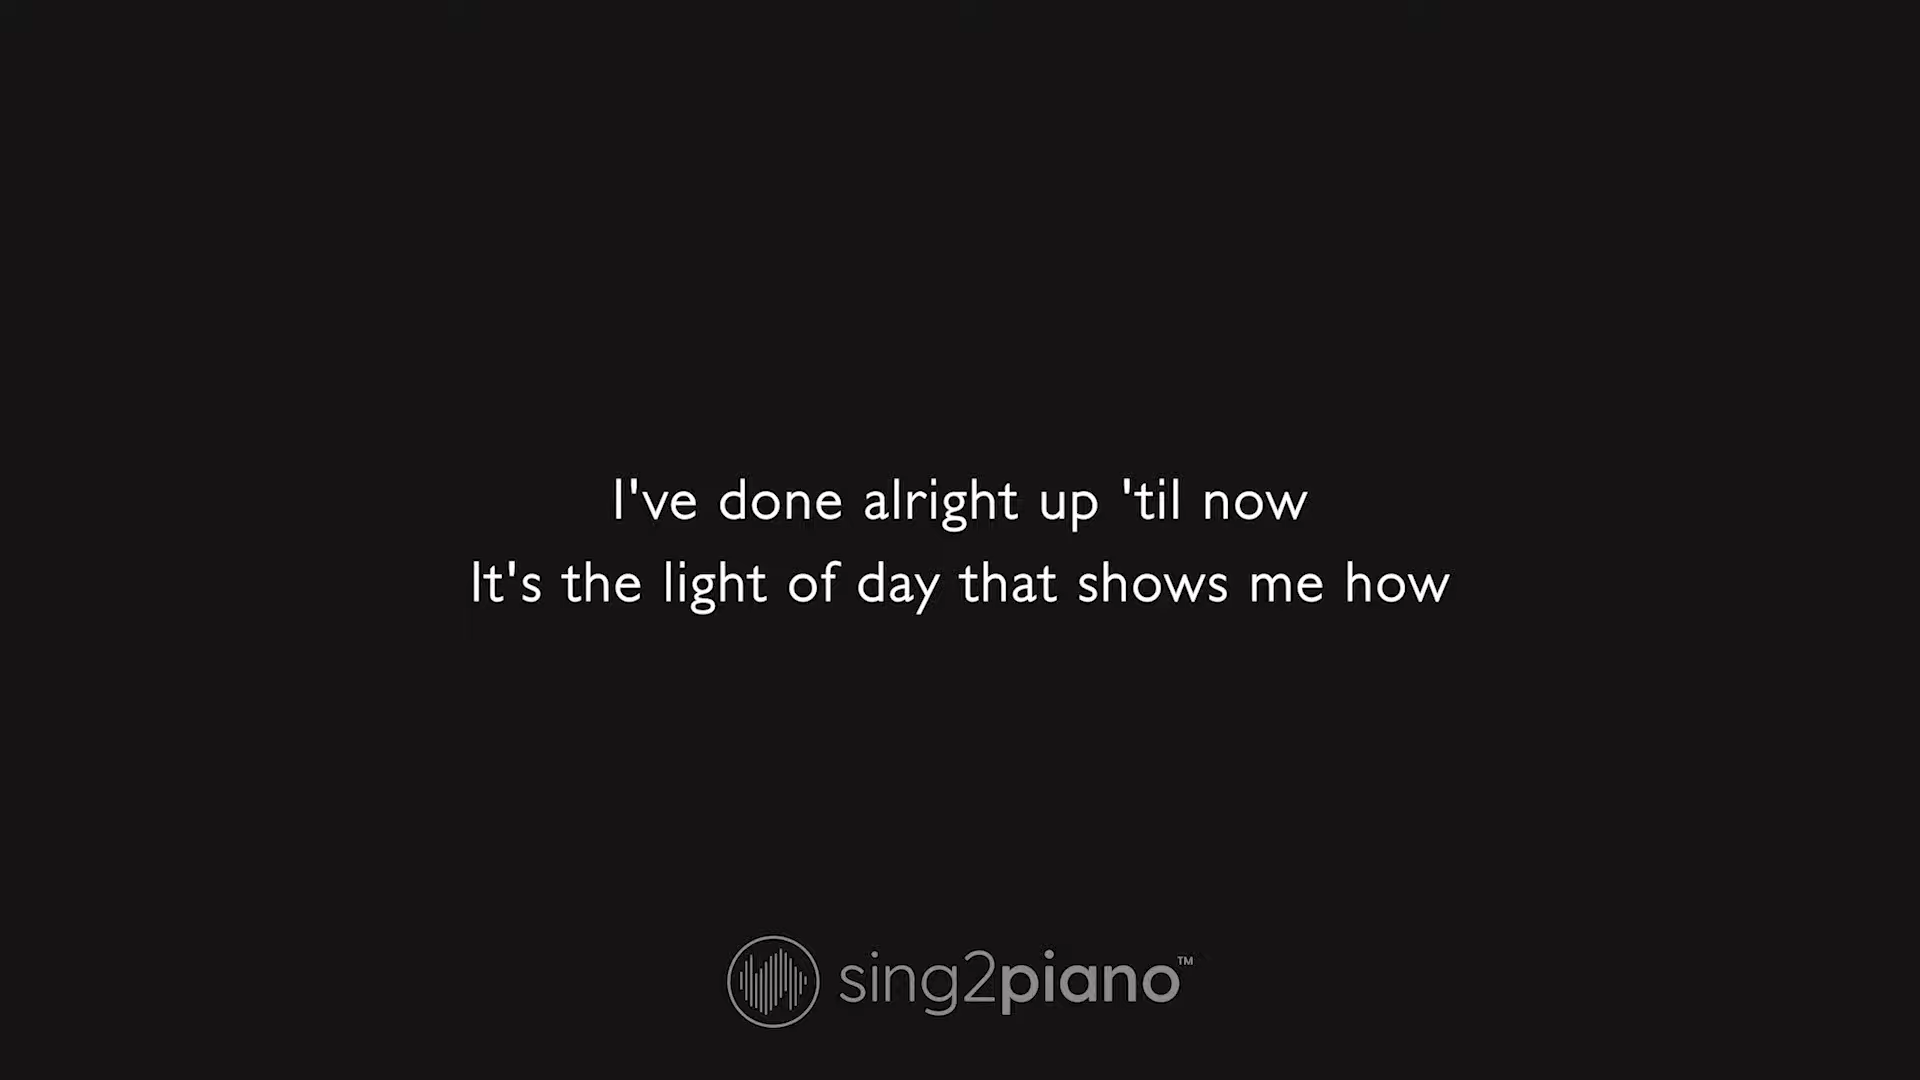 I've done alright up 'til now
It's the light of day that shows me how
sing2piano™